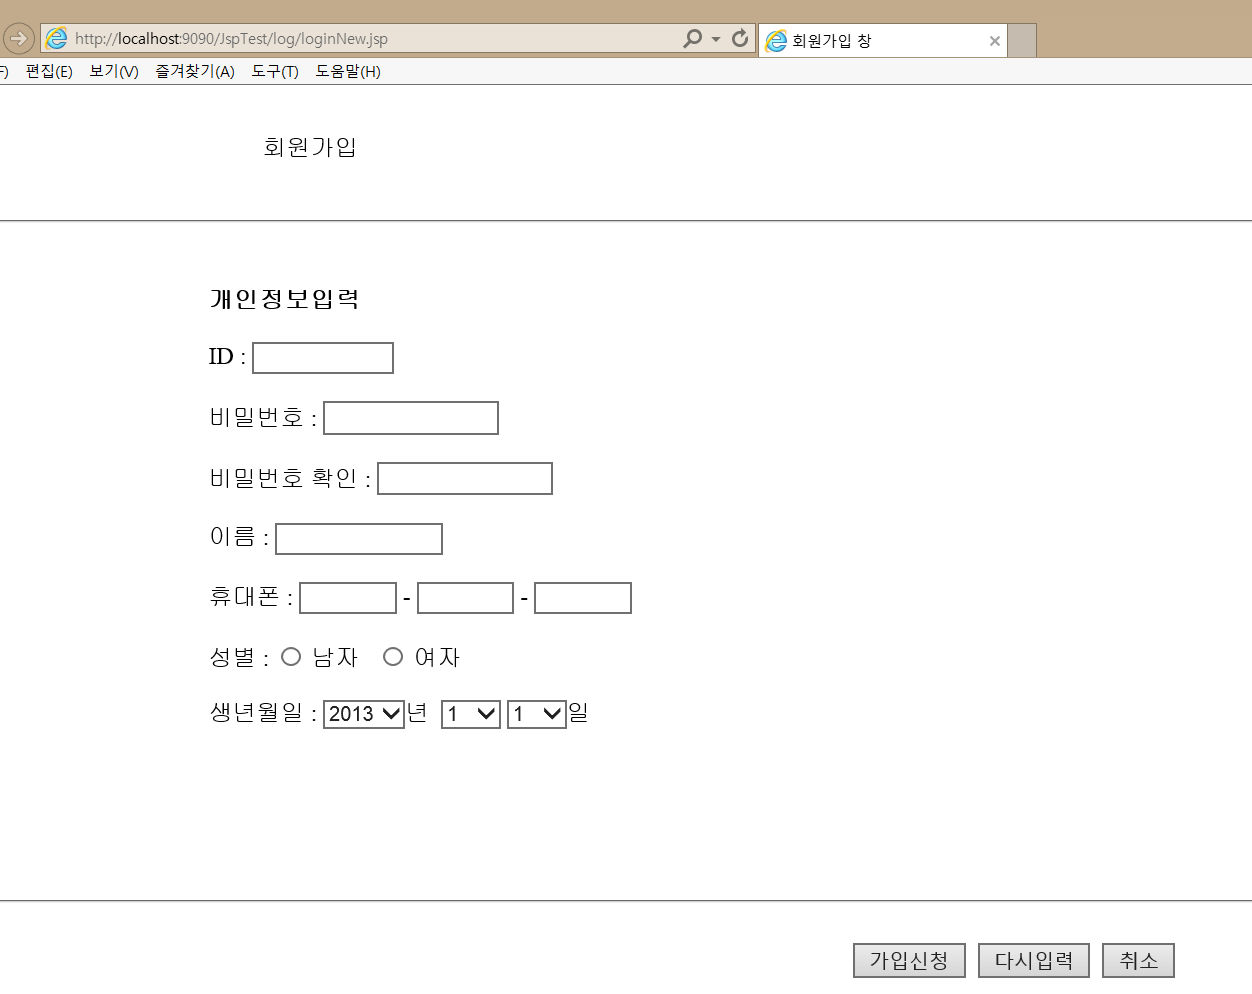 http://localhost:9090/JspTest/log/loginNew.jsp 회원가입 창
F) 편집(E) 보기(V) 즐겨찾기(A) 도구(T) 도움말(H)
회원가입
개인정보입력
ID :
비밀번호 :
비밀번호 확인 :
이름 :
휴대폰 : - -
성별 : 남자 여자
생년월일 : 2013 년 1 1 일
가입신청 다시입력 취소